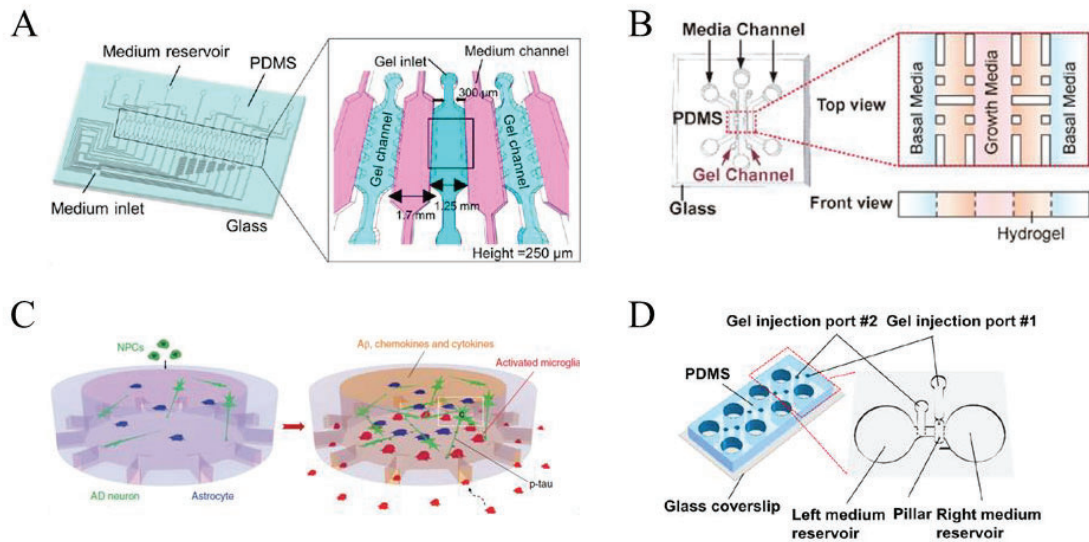 A
Medium reservoir
PDMS
Medium inlet
Glass
Gel inlet
Medium channel
300 µm
Gel channel
Gel channel
1.7 mm
1.25 mm
Height =250 µm
B
Media Channel
PDMS
Gel Channel
Glass
Top view
Basal Media
Growth Media
Basal Media
Front view
Hydrogel
C
NPCs
AD neuron
Astrocyte
Aβ, chemokines and cytokines
Activated microglia
c
p-tau
D
Gel injection port #2
Gel injection port #1
PDMS
Glass coverslip
Left medium
reservoir
Pillar
Right medium
reservoir